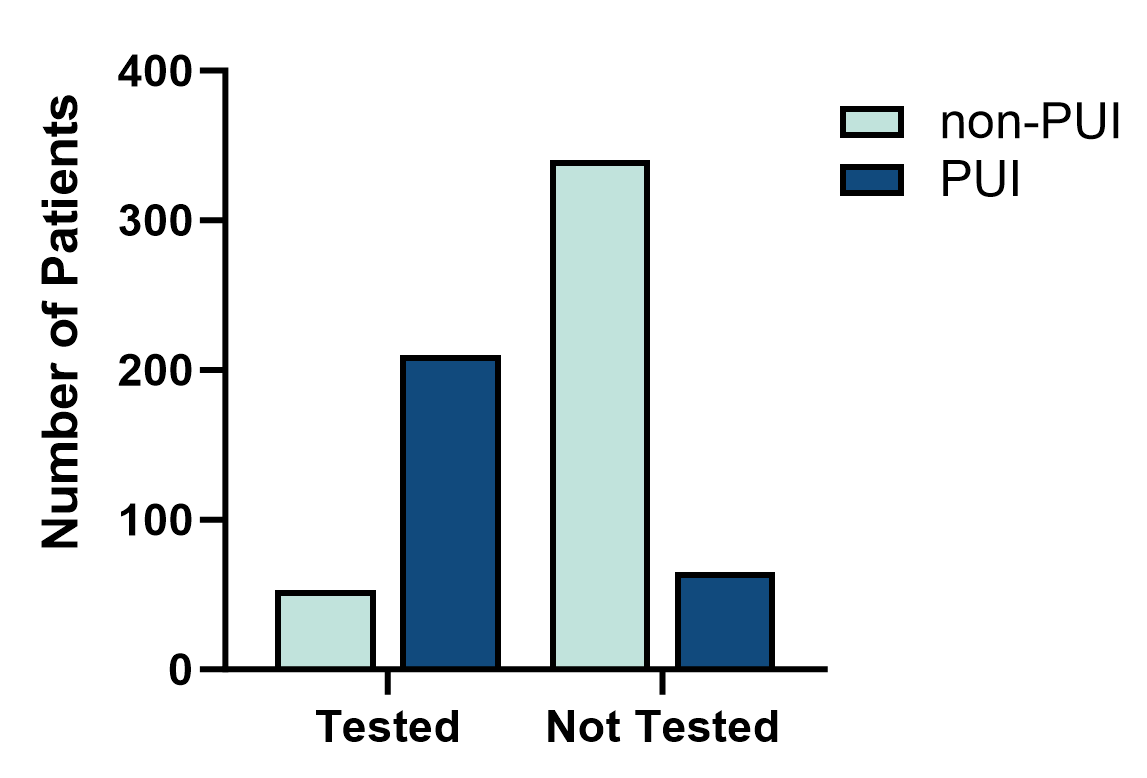 Number of Patients
400
300
200
100
0
Tested
Not Tested
non-PUI
PUI